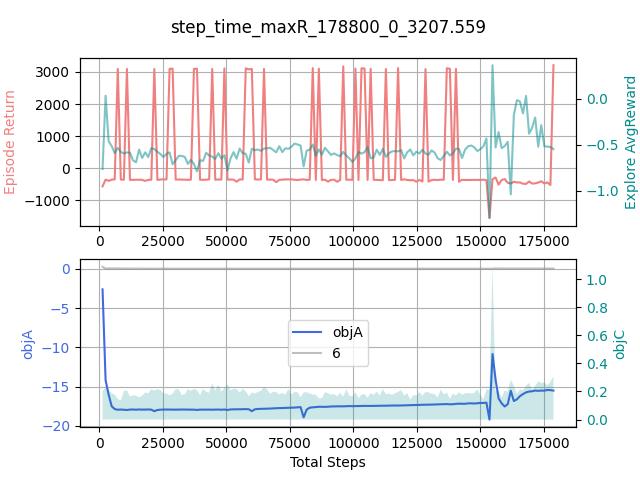 step_time_maxR_178800_0_3207.559
3000
2000
1000
0
−1000
Episode Return
0.0
−0.5
−1.0
Explore AvgReward
0 25000 50000 75000 100000 125000 150000 175000
0
−5
−10
−15
−20
objA
objA
6
1.0
0.8
0.6
0.4
0.2
0.0
objC
0 25000 50000 75000 100000 125000 150000 175000
Total Steps